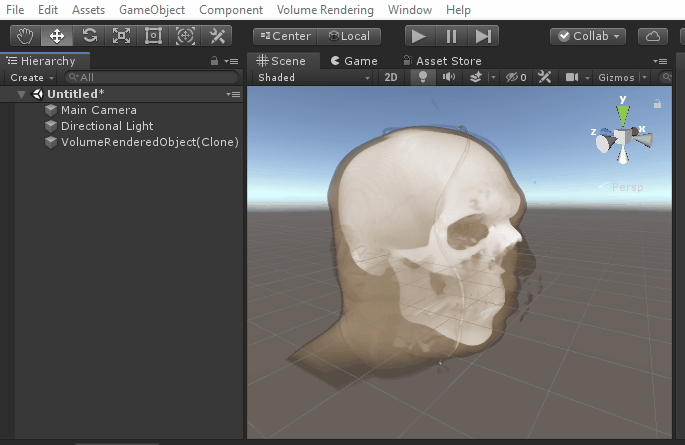 File Edit Assets GameObject Component Volume Rendering Window Help
Center Local Collab
Hierarchy
Create All
Untitled*
Main Camera
Directional Light
VolumeRenderedObject(Clone)
Scene Game Asset Store
Shaded 2D 0 Gizmos
y
z x
Persp